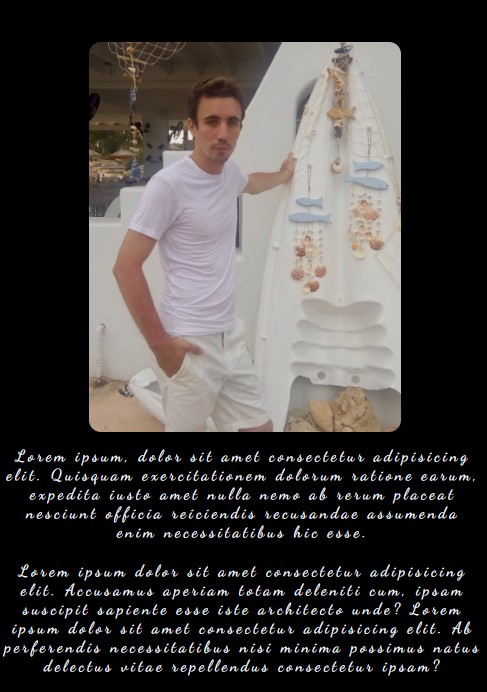 Lorem ipsum, dolor sit amet consectetur adipisicing
elit. Quisquam exercitationem dolorum ratione earum,
expedita iusto amet nulla nemo ab rerum placeat
nesciunt officia reiciendis recusandae assumenda
enim necessitatibus hic esse.
Lorem ipsum dolor sit amet consectetur adipisicing
elit. Accusamus aperiam totam deleniti cum, ipsam
suscipit sapiente esse iste architecto unde? Lorem
ipsum dolor sit amet consectetur adipisicing elit. Ab
perferendis necessitatibus nisi minima possimus natus
delectus vitae repellendus consectetur ipsam?